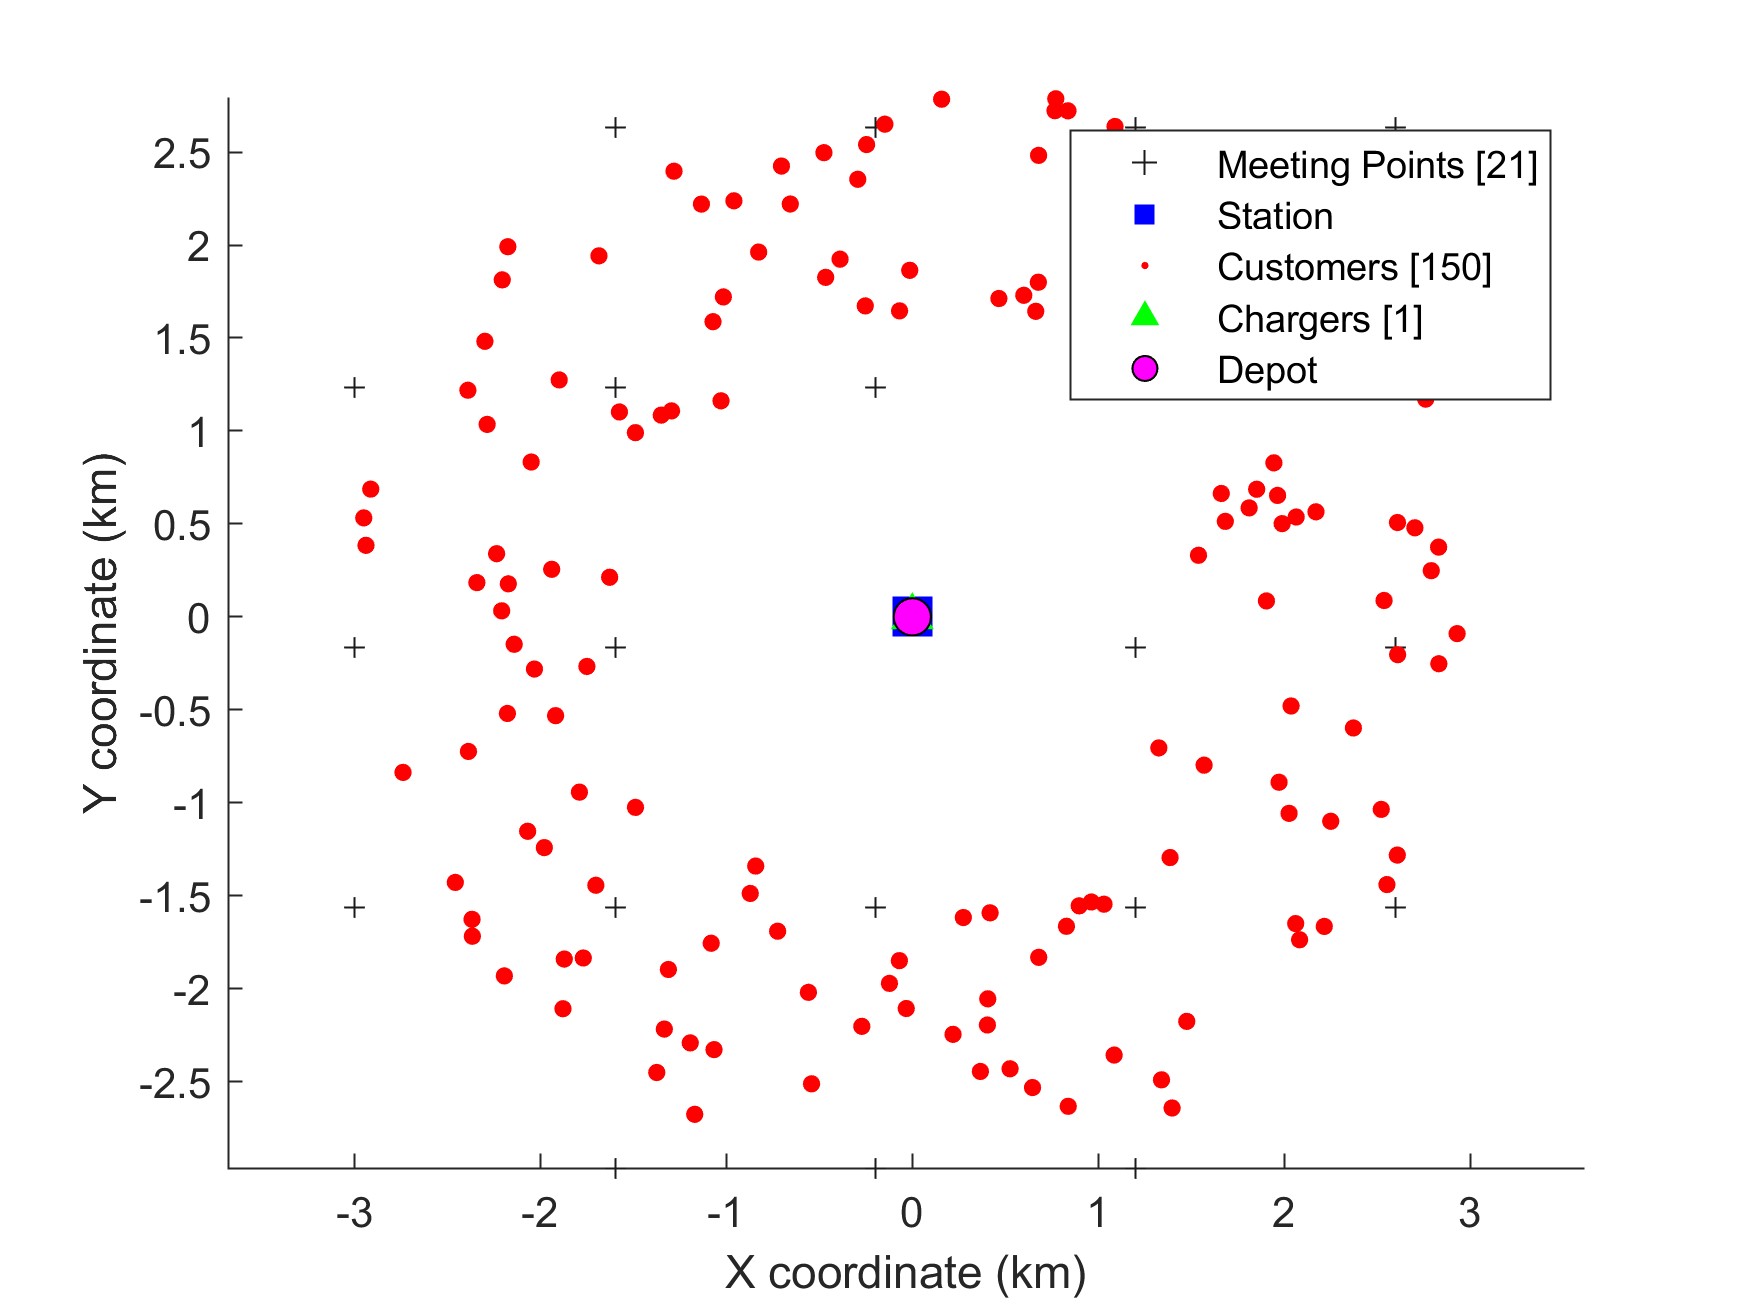 2.5
2
1.5
1
0.5
0
-0.5
-1
-1.5
-2
-2.5
Y coordinate (km)
Meeting Points [21]
Station
Customers [150]
Chargers [1]
Depot
-3 -2 -1 0 1 2 3
X coordinate (km)